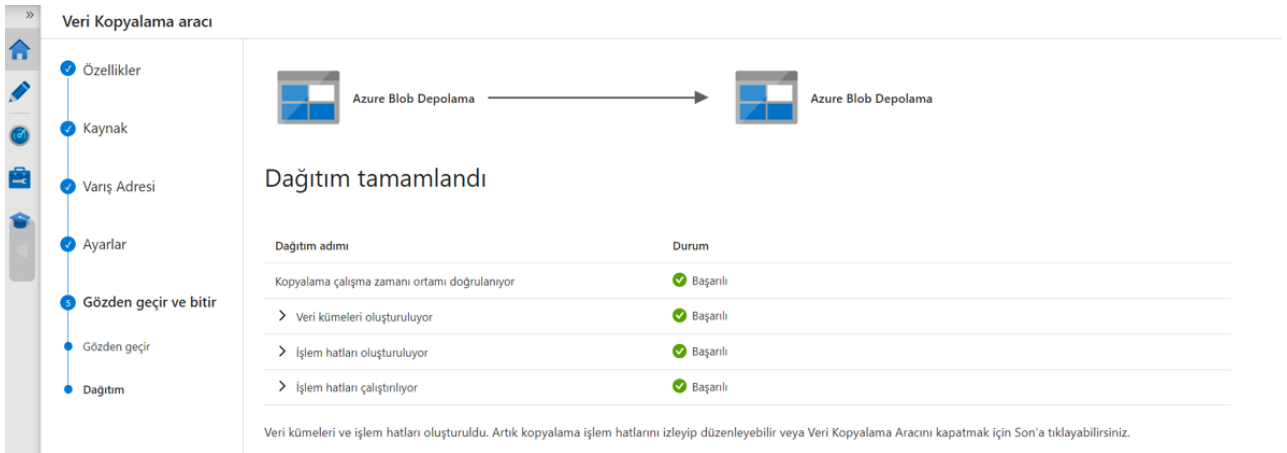 »
Veri Kopyalama aracı
Özellikler
Kaynak
Varış Adresi
Ayarlar
5 Gözden geçir ve bitir
Gözden geçir
Dağıtım
Azure Blob Depolama
Azure Blob Depolama
Dağıtım tamamlandı
Dağıtım adımı Durum
Kopyalama çalışma zamanı ortamı doğrulanıyor Başarılı
Veri kümeleri oluşturuluyor Başarılı
İşlem hatları oluşturuluyor Başarılı
İşlem hatları çalıştırılıyor Başarılı
Veri kümeleri ve işlem hatları oluşturuldu. Artık kopyalama işlem hatlarını izleyip düzenleyebilir veya Veri Kopyalama Aracını kapatmak için Son'a tıklayabilirsiniz.